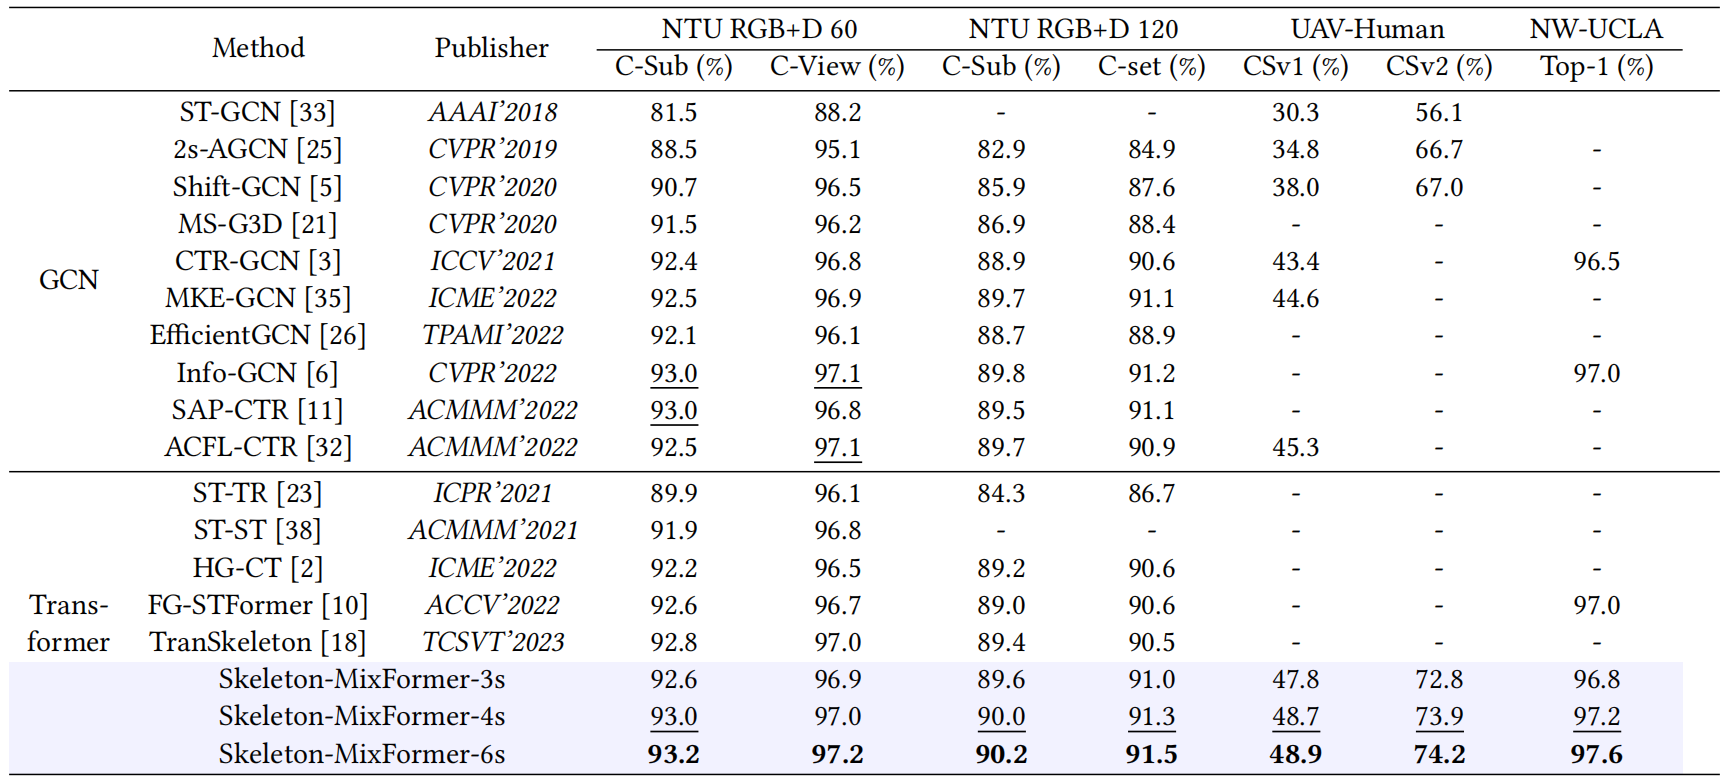 Method Publisher NTU RGB+D 60 NTU RGB+D 120 UAV-Human NW-UCLA
C-Sub (%) C-View (%) C-Sub (%) C-set (%) CSv1 (%) CSv2 (%) Top-1 (%)
GCN
ST-GCN [33] AAAI'2018 81.5 88.2 - - 30.3 56.1
2s-AGCN [25] CVPR'2019 88.5 95.1 82.9 84.9 34.8 66.7 -
Shift-GCN [5] CVPR'2020 90.7 96.5 85.9 87.6 38.0 67.0 -
MS-G3D [21] CVPR'2020 91.5 96.2 86.9 88.4 - - -
CTR-GCN [3] ICCV'2021 92.4 96.8 88.9 90.6 43.4 - 96.5
MKE-GCN [35] ICME'2022 92.5 96.9 89.7 91.1 44.6 - -
EfficientGCN [26] TPAMI'2022 92.1 96.1 88.7 88.9 - - -
Info-GCN [6] CVPR'2022 93.0 97.1 89.8 91.2 - - 97.0
SAP-CTR [11] ACMMM'2022 93.0 96.8 89.5 91.1 - - -
ACFL-CTR [32] ACMMM'2022 92.5 97.1 89.7 90.9 45.3 - -
Trans-
former
ST-TR [23] ICPR'2021 89.9 96.1 84.3 86.7 - - -
ST-ST [38] ACMMM'2021 91.9 96.8 - - - - -
HG-CT [2] ICME'2022 92.2 96.5 89.2 90.6 - - -
FG-STFormer [10] ACCV'2022 92.6 96.7 89.0 90.6 - - 97.0
TranSkeleton [18] TCSVT'2023 92.8 97.0 89.4 90.5 - - -
Skeleton-MixFormer-3s 92.6 96.9 89.6 91.0 47.8 72.8 96.8
Skeleton-MixFormer-4s 93.0 97.0 90.0 91.3 48.7 73.9 97.2
Skeleton-MixFormer-6s 93.2 97.2 90.2 91.5 48.9 74.2 97.6